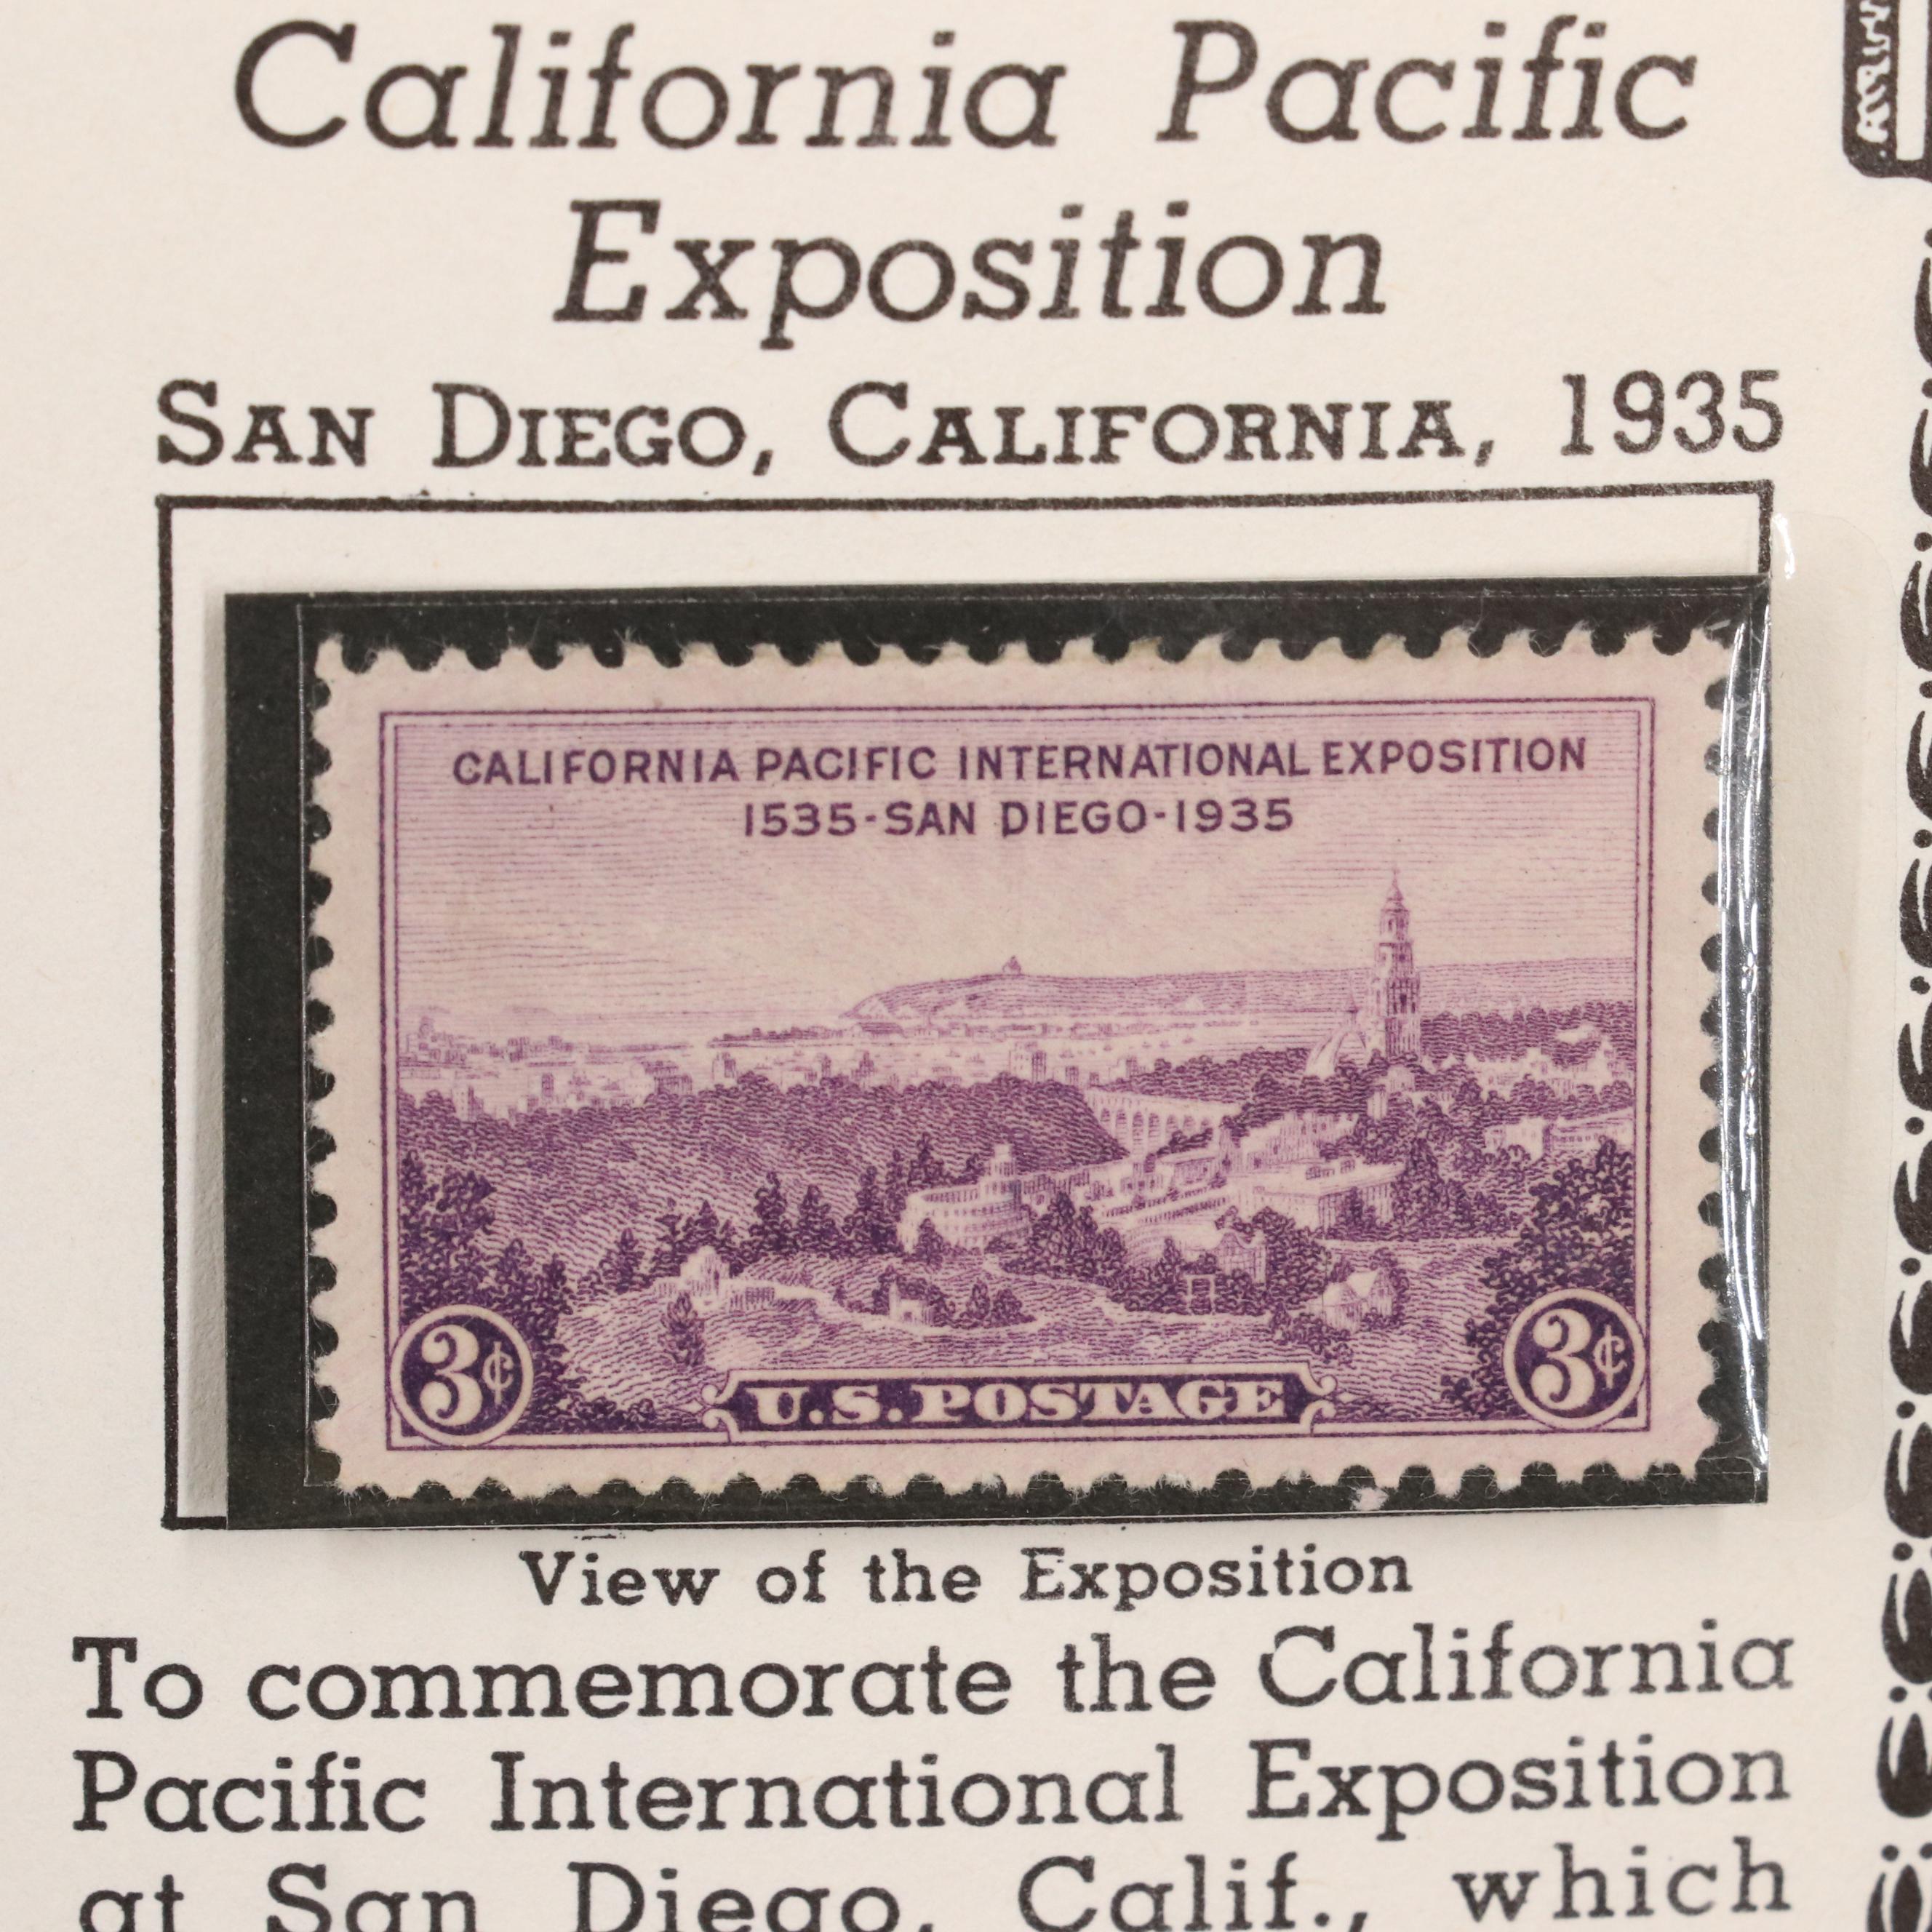 California Pacific
Exposition
SAN DIEGO, CALIFORNIA, 1935
CALIFORNIA PACIFIC INTERNATIONAL EXPOSITION
1535-SAN DIEGO-1935
3¢ 3¢
U.S. POSTAGE
View of the Exposition
To commemorate the California
Pacific International Exposition
at San Diego, Calif., which